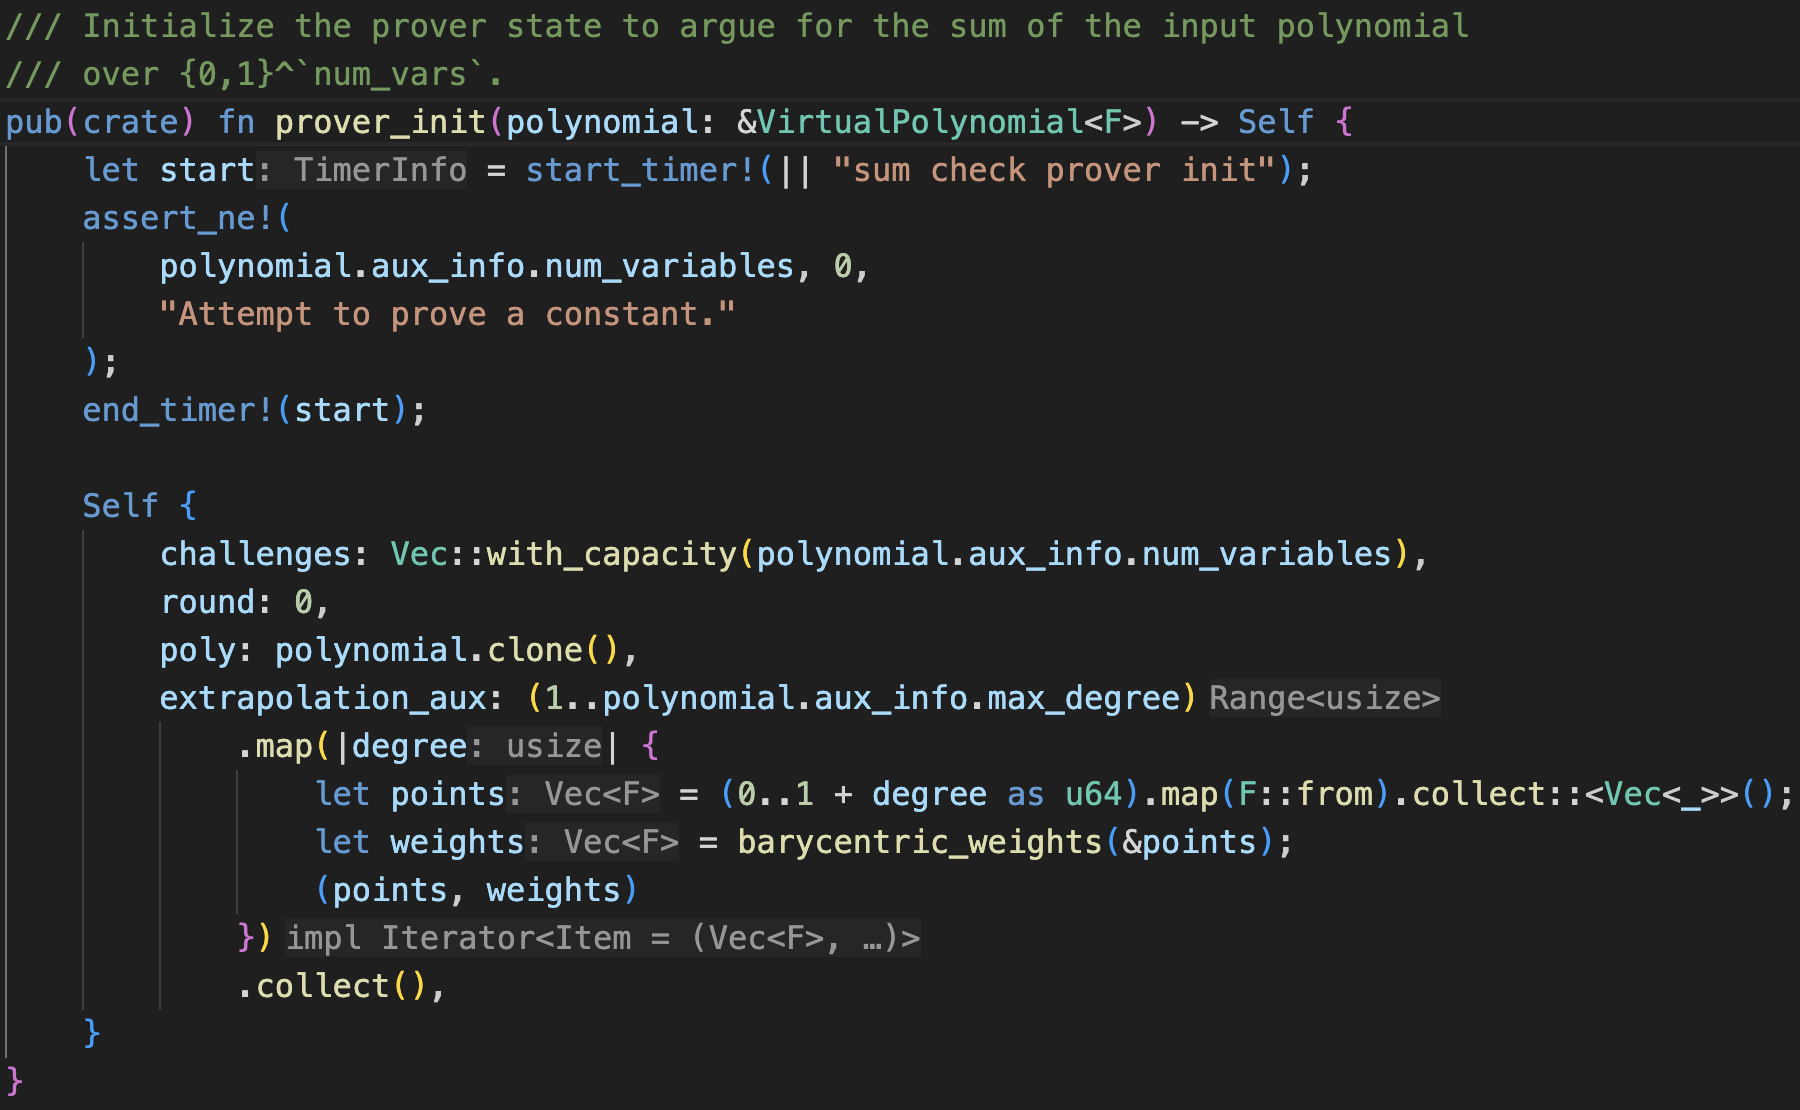 /// Initialize the prover state to argue for the sum of the input polynomial
/// over {0,1}^`num_vars`.
pub(crate) fn prover_init(polynomial: &VirtualPolynomial<F>) -> Self {
    let start: TimerInfo = start_timer!(|| "sum check prover init");
    assert_ne!(
        polynomial.aux_info.num_variables, 0,
        "Attempt to prove a constant."
    );
    end_timer!(start);

    Self {
        challenges: Vec::with_capacity(polynomial.aux_info.num_variables),
        round: 0,
        poly: polynomial.clone(),
        extrapolation_aux: (1..polynomial.aux_info.max_degree) Range<usize>
            .map(|degree: usize| {
                let points: Vec<F> = (0..1 + degree as u64).map(F::from).collect::<Vec<_>>();
                let weights: Vec<F> = barycentric_weights(&points);
                (points, weights)
            }) impl Iterator<Item = (Vec<F>, …)>
            .collect(),
    }
}